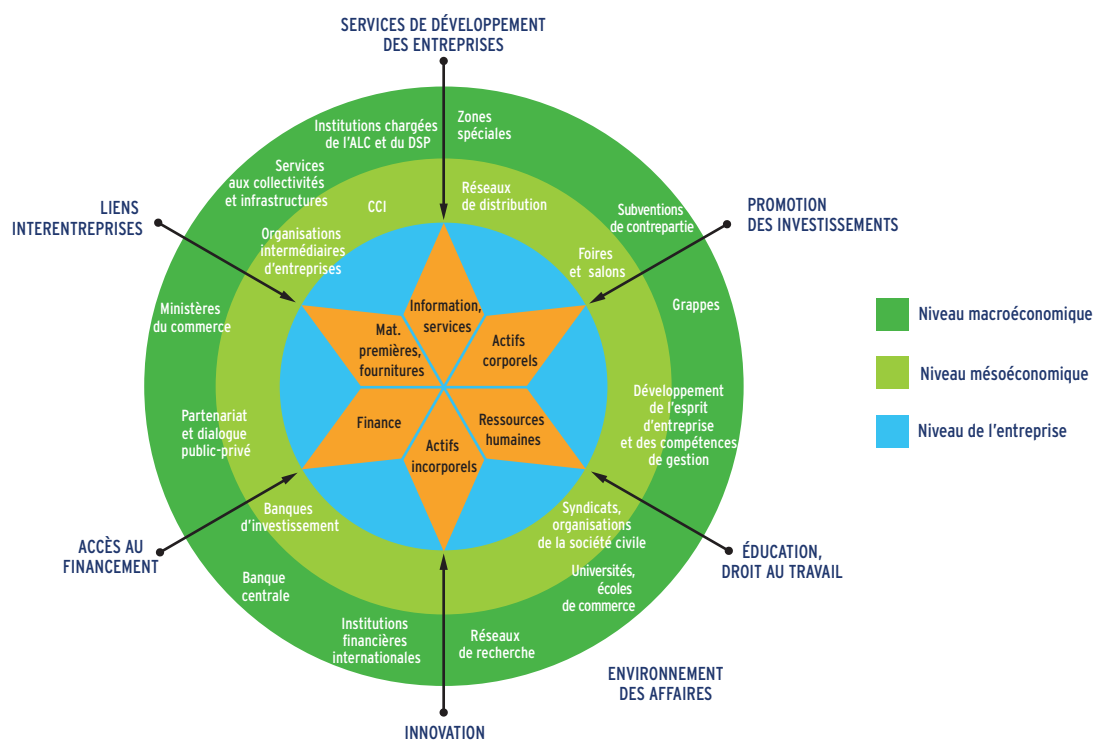 SERVICES DE DÉVELOPPEMENT
DES ENTREPRISES
Institutions chargées
de l'ALC et du DSP
Zones
spéciales
Services
aux collectivités
et infrastructures
CCI
Réseaux
de distribution
LIENS
INTERENTREPRISES
PROMOTION
DES INVESTISSEMENTS
Subventions
de contrepartie
Organisations
intermédiaires
d'entreprises
Foires
et salons
Ministères
du commerce
Grappes
Information,
services
Mat.
premières,
fournitures
Actifs
corporels
Niveau macroéconomique
Niveau mésoéconomique
Niveau de l'entreprise
Développement
de l'esprit
d'entreprise
et des compétences
de gestion
Partenariat
et dialogue
public-privé
Finance
Ressources
humaines
Actifs
incorporels
Banques
d'investissement
Syndicats,
organisations
de la société civile
ACCÈS AU
FINANCEMENT
ÉDUCATION,
DROIT AU TRAVAIL
Banque
centrale
Universités,
écoles
de commerce
Institutions
financières
internationales
Réseaux
de recherche
ENVIRONNEMENT
DES AFFAIRES
INNOVATION